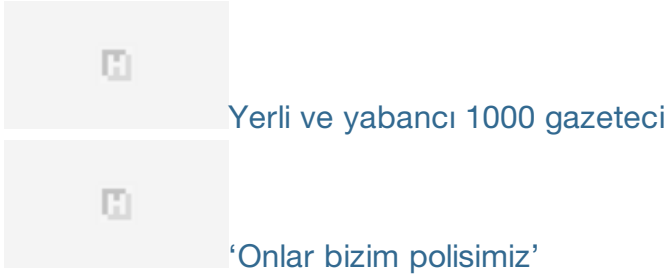 H
Yerli ve yabancı 1000 gazeteci
H
‘Onlar bizim polisimiz’